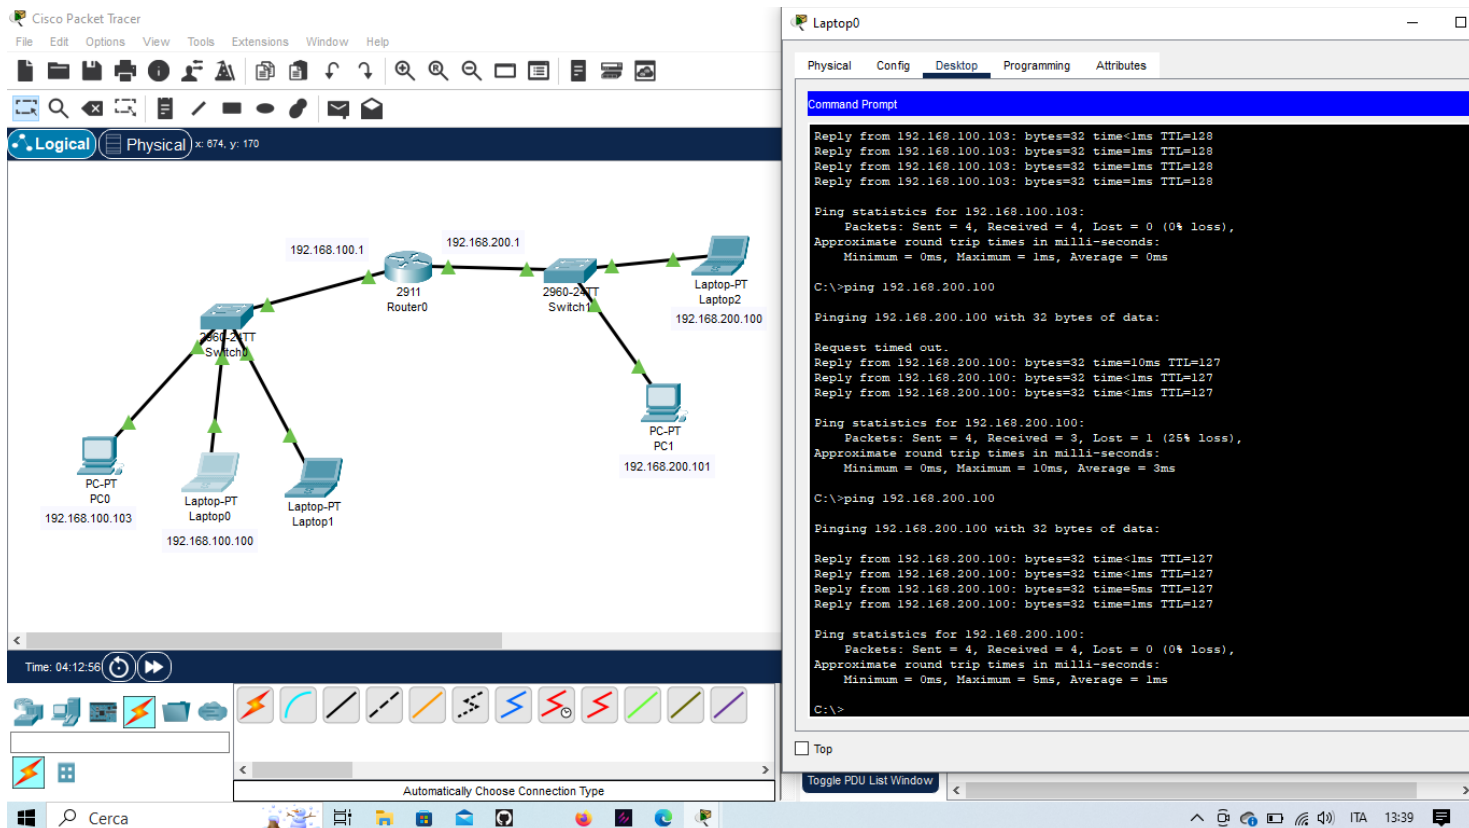 Cisco Packet Tracer
File Edit Options View Tools Extensions Window Help
Logical Physical x: 674, y: 170
192.168.100.1
192.168.200.1
2911
Router0
2960-24TT
Switch1
Laptop-PT
Laptop2
192.168.200.100
2960-24TT
Switch0
PC-PT
PC1
192.168.200.101
PC-PT
PC0
192.168.100.103
Laptop-PT
Laptop0
192.168.100.100
Laptop-PT
Laptop1
Time: 04:12:56
Automatically Choose Connection Type
Laptop0
Physical Config Desktop Programming Attributes
Command Prompt
Reply from 192.168.100.103: bytes=32 time<1ms TTL=128
Reply from 192.168.100.103: bytes=32 time=1ms TTL=128
Reply from 192.168.100.103: bytes=32 time=1ms TTL=128
Reply from 192.168.100.103: bytes=32 time=1ms TTL=128
Ping statistics for 192.168.100.103:
Packets: Sent = 4, Received = 4, Lost = 0 (0% loss),
Approximate round trip times in milli-seconds:
Minimum = 0ms, Maximum = 1ms, Average = 0ms
C:\>ping 192.168.200.100
Pinging 192.168.200.100 with 32 bytes of data:
Request timed out.
Reply from 192.168.200.100: bytes=32 time=10ms TTL=127
Reply from 192.168.200.100: bytes=32 time<1ms TTL=127
Reply from 192.168.200.100: bytes=32 time<1ms TTL=127
Ping statistics for 192.168.200.100:
Packets: Sent = 4, Received = 3, Lost = 1 (25% loss),
Approximate round trip times in milli-seconds:
Minimum = 0ms, Maximum = 10ms, Average = 3ms
C:\>ping 192.168.200.100
Pinging 192.168.200.100 with 32 bytes of data:
Reply from 192.168.200.100: bytes=32 time<1ms TTL=127
Reply from 192.168.200.100: bytes=32 time<1ms TTL=127
Reply from 192.168.200.100: bytes=32 time=5ms TTL=127
Reply from 192.168.200.100: bytes=32 time=1ms TTL=127
Ping statistics for 192.168.200.100:
Packets: Sent = 4, Received = 4, Lost = 0 (0% loss),
Approximate round trip times in milli-seconds:
Minimum = 0ms, Maximum = 5ms, Average = 1ms
C:\>
Top
Toggle PDU List Window
Cerca
ITA 13:39